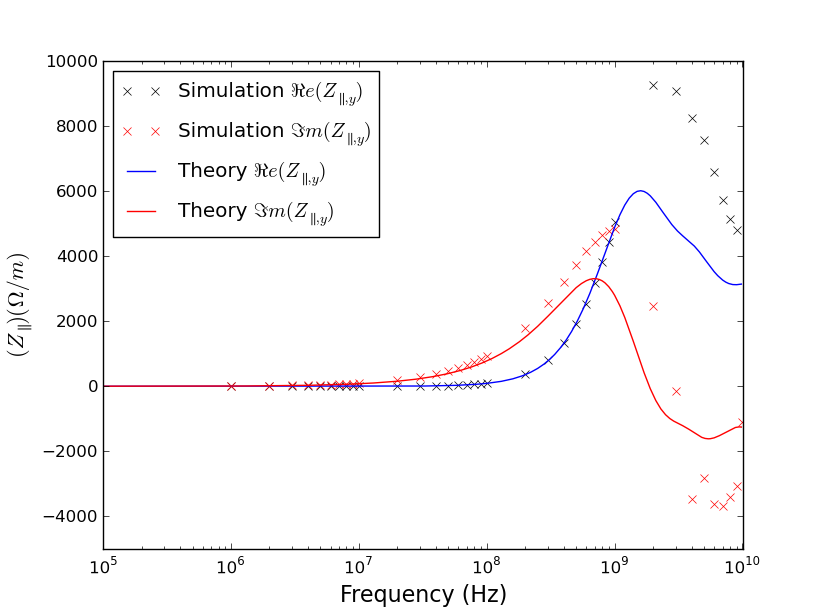 10000
8000
6000
4000
2000
0
−2000
−4000
(Z∥)(Ω/m)
Simulation ℜe(Z∥,y)
Simulation ℑm(Z∥,y)
Theory ℜe(Z∥,y)
Theory ℑm(Z∥,y)
10^5 10^6 10^7 10^8 10^9 10^10
Frequency (Hz)